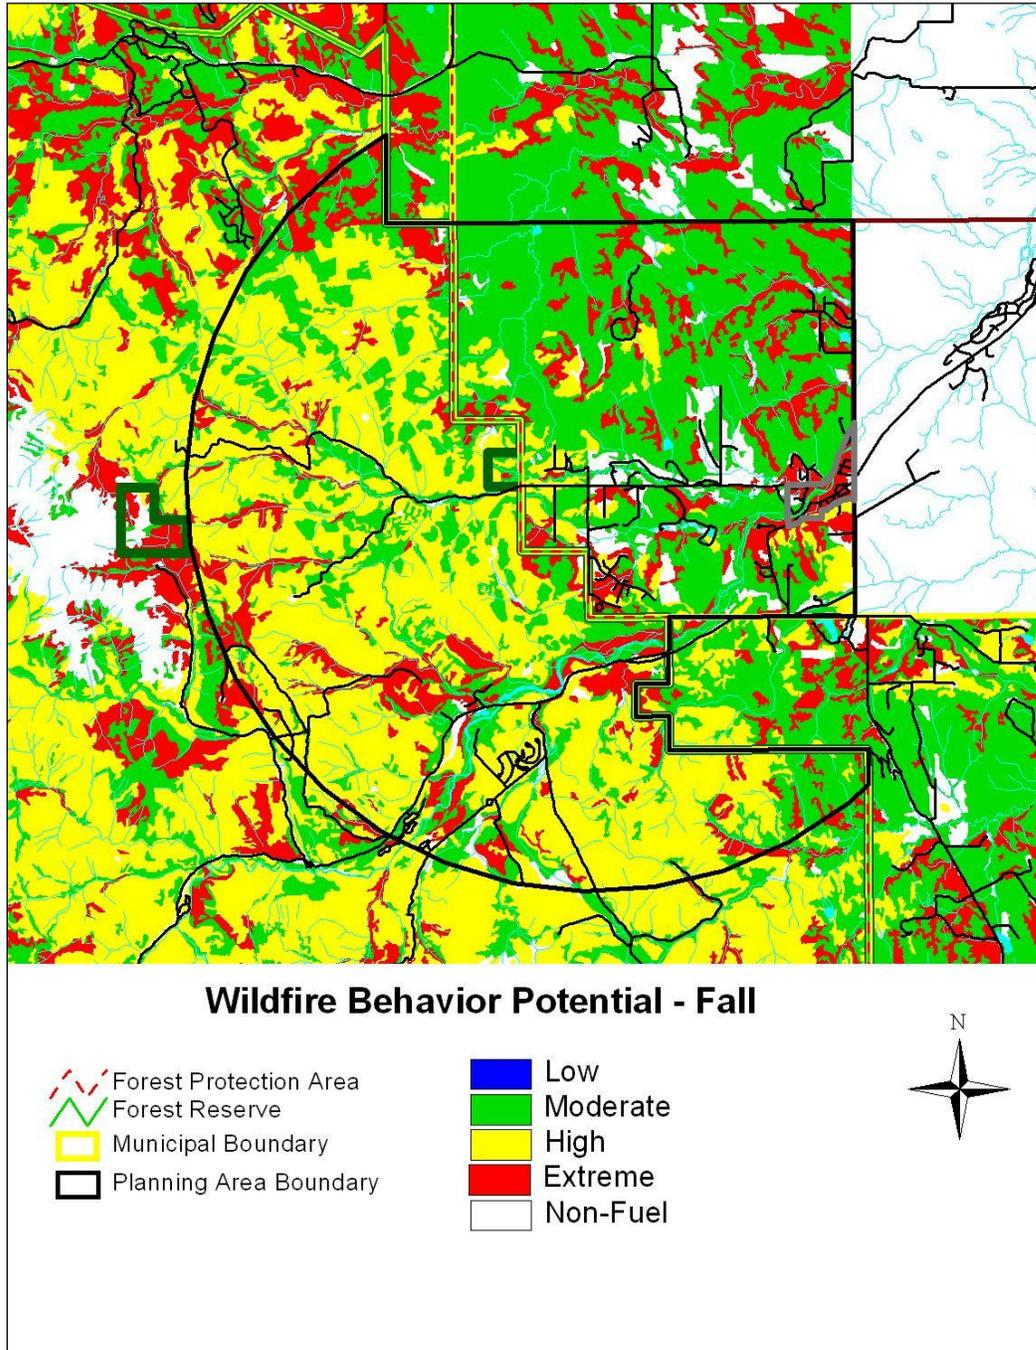 Wildfire Behavior Potential - Fall
N
Forest Protection Area
Forest Reserve
Municipal Boundary
Planning Area Boundary
Low
Moderate
High
Extreme
Non-Fuel